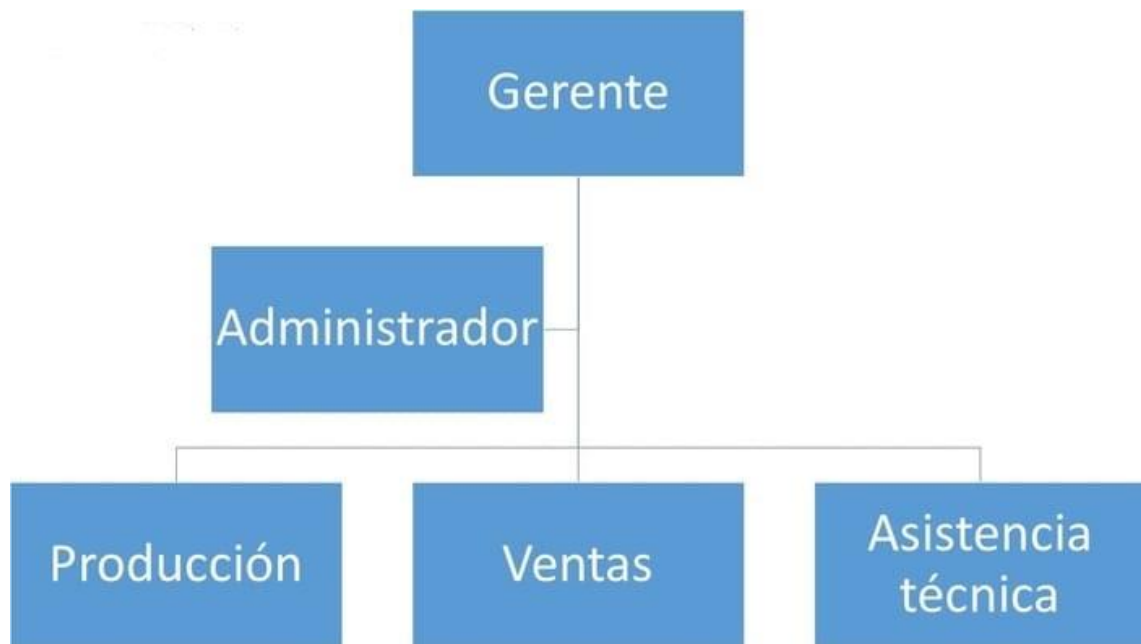 Gerente
Administrador
Producción
Ventas
Asistencia
técnica